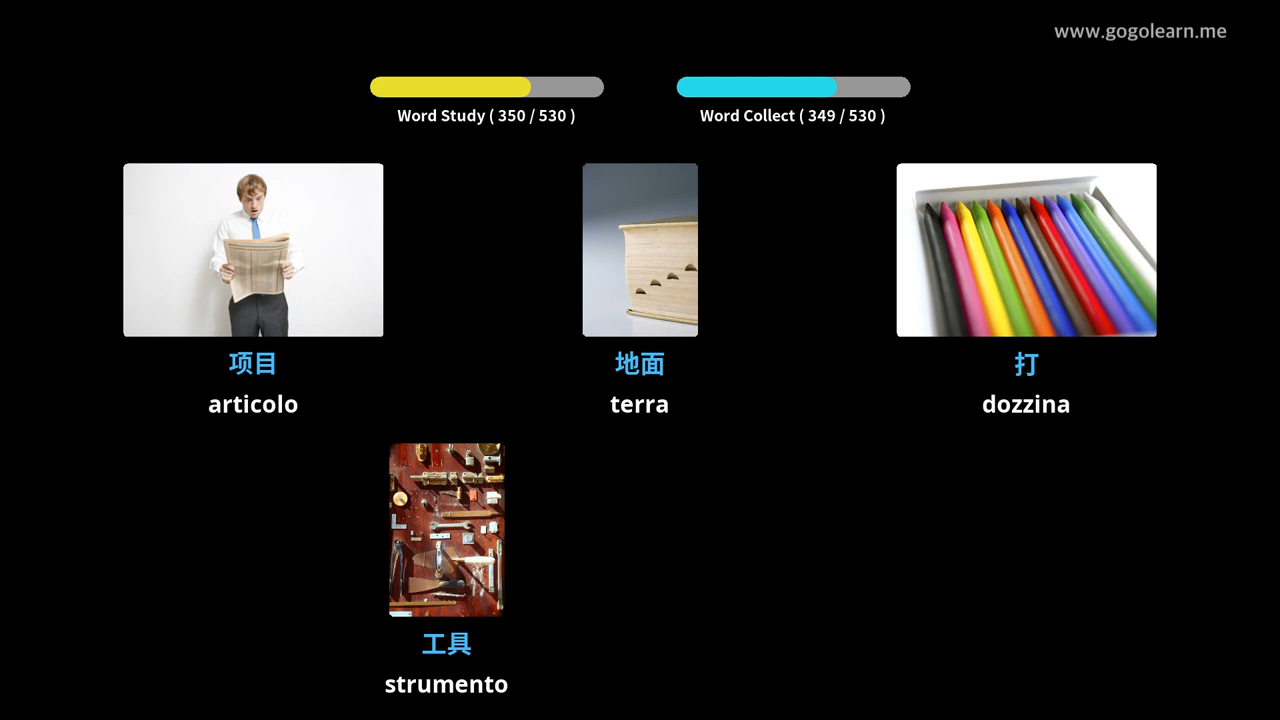 www.gogolearn.me
Word Study ( 350 / 530 )
Word Collect ( 349 / 530 )
项目
articolo
地面
terra
打
dozzina
工具
strumento